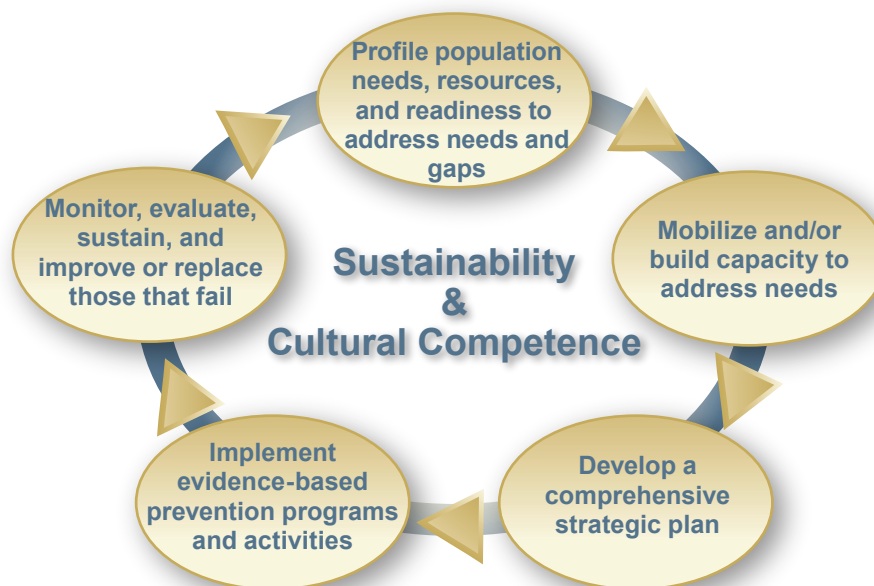 Profile population
needs, resources,
and readiness to
address needs and
gaps
Mobilize and/or
build capacity to
address needs
Develop a
comprehensive
strategic plan
Implement
evidence-based
prevention programs
and activities
Monitor, evaluate,
sustain, and
improve or replace
those that fail
Sustainability
&
Cultural Competence